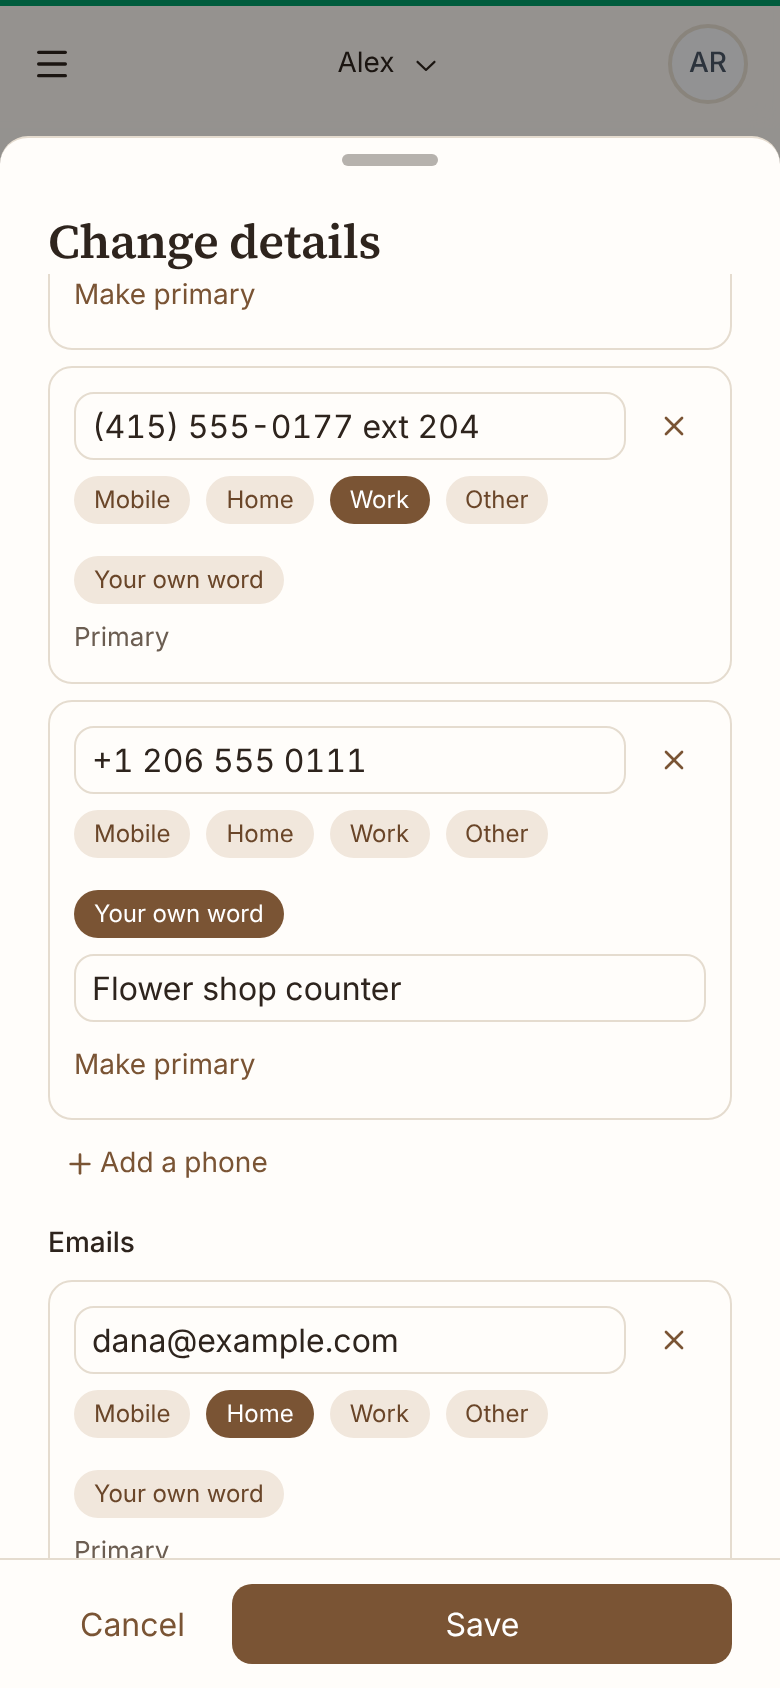 Alex
AR
Change details
Make primary
(415) 555-0177 ext 204
Mobile Home Work Other
Your own word
Primary
+1 206 555 0111
Mobile Home Work Other
Your own word
Flower shop counter
Make primary
+ Add a phone
Emails
dana@example.com
Mobile Home Work Other
Your own word
Primary
Cancel Save